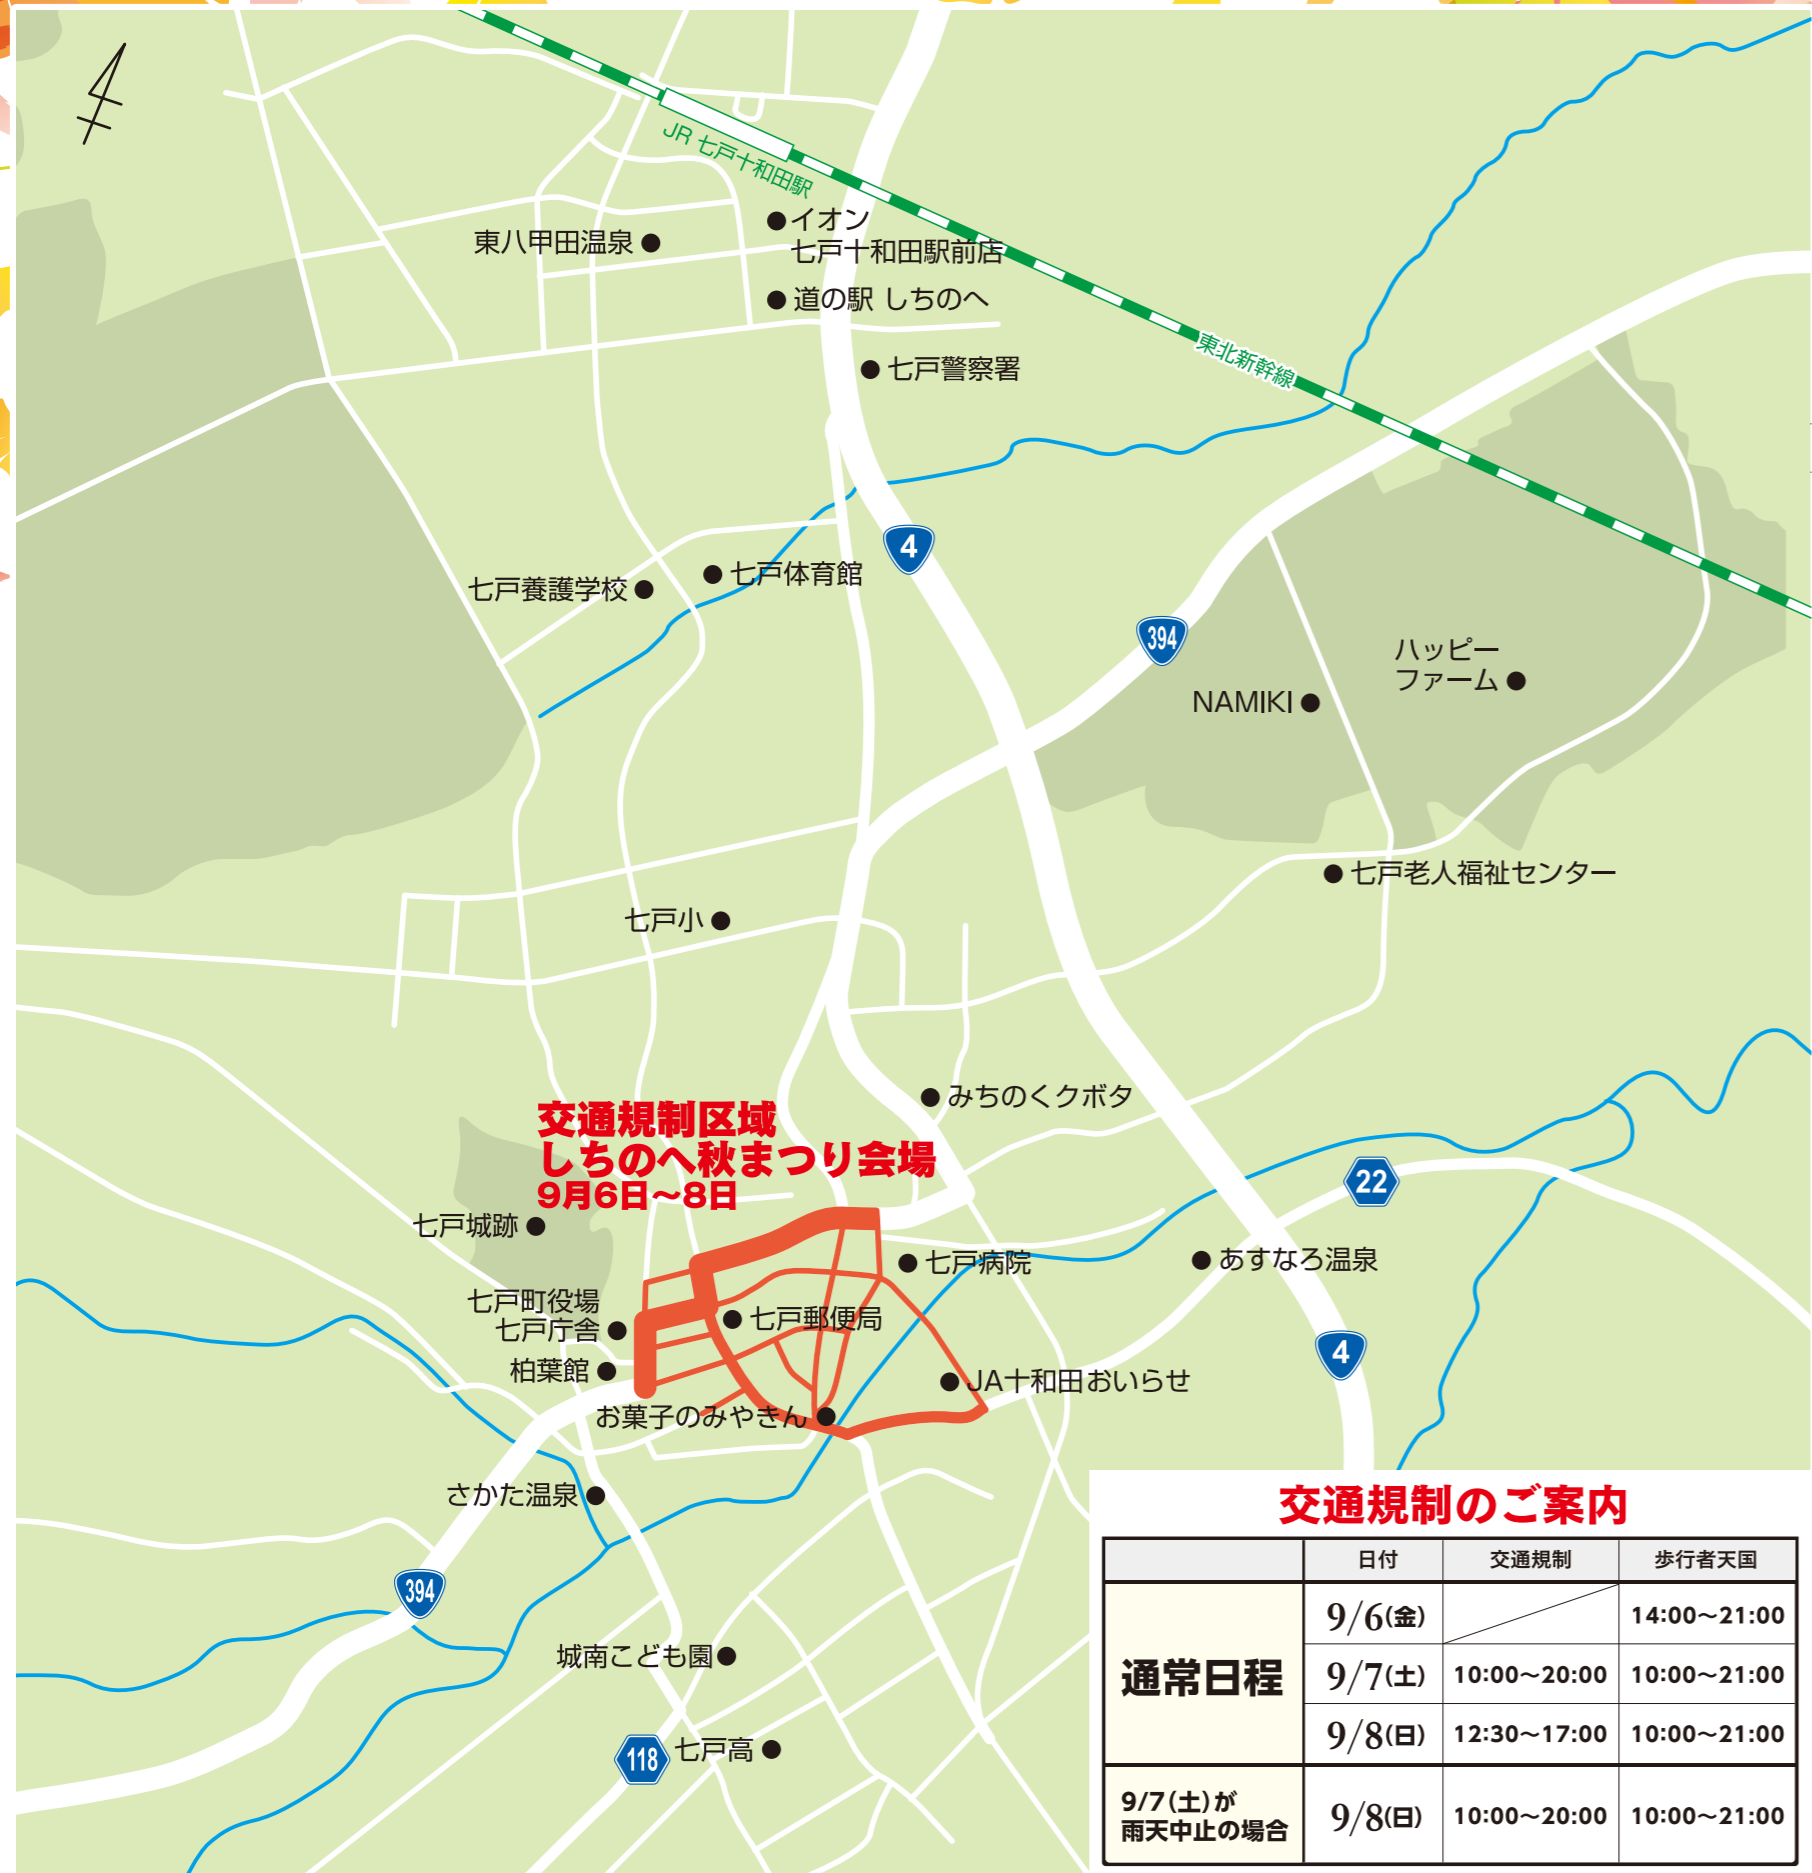 JR 七戸十和田駅
イオン
七戸十和田駅前店
東八甲田温泉
道の駅 しちのへ
七戸警察署
東北新幹線
4
七戸養護学校
七戸体育館
394
ハッピー
ファーム
NAMIKI
七戸老人福祉センター
七戸小
みちのくクボタ
交通規制区域
しちのへ秋まつり会場
9月6日〜8日
22
七戸城跡
七戸病院
あすなろ温泉
七戸町役場
七戸庁舎
七戸郵便局
4
柏葉館
JA十和田おいらせ
お菓子のみやきん
さかた温泉
394
城南こども園
118
七戸高
交通規制のご案内
日付 交通規制 歩行者天国
通常日程
9/6(金) 14:00〜21:00
9/7(土) 10:00〜20:00 10:00〜21:00
9/8(日) 12:30〜17:00 10:00〜21:00
9/7(土)が
雨天中止の場合
9/8(日) 10:00〜20:00 10:00〜21:00